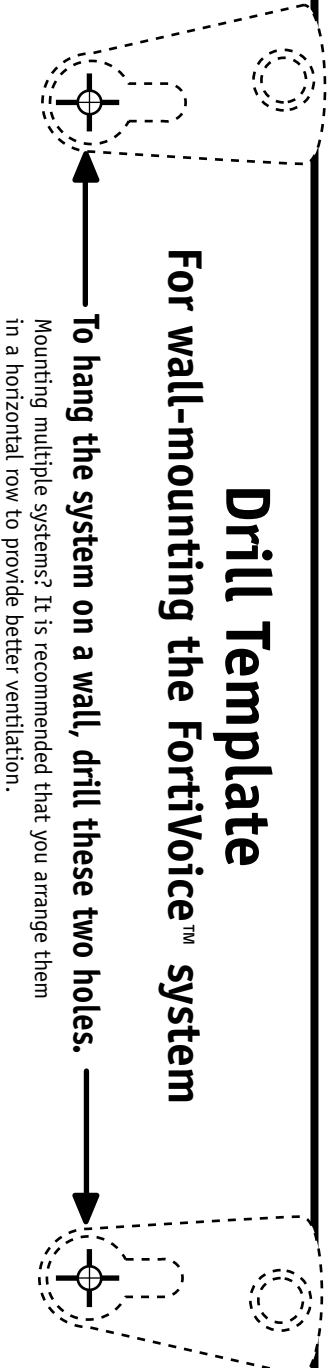 Drill Template
For wall-mounting the FortiVoice™ system
To hang the system on a wall, drill these two holes.
Mounting multiple systems? It is recommended that you arrange them
in a horizontal row to provide better ventilation.